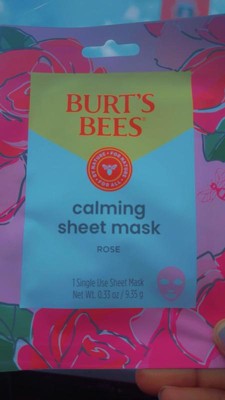 BURT'S
BEES®
calming
sheet mask
ROSE
1 Single Use Sheet Mask
Net Wt. 0.33 oz / 9.35 g